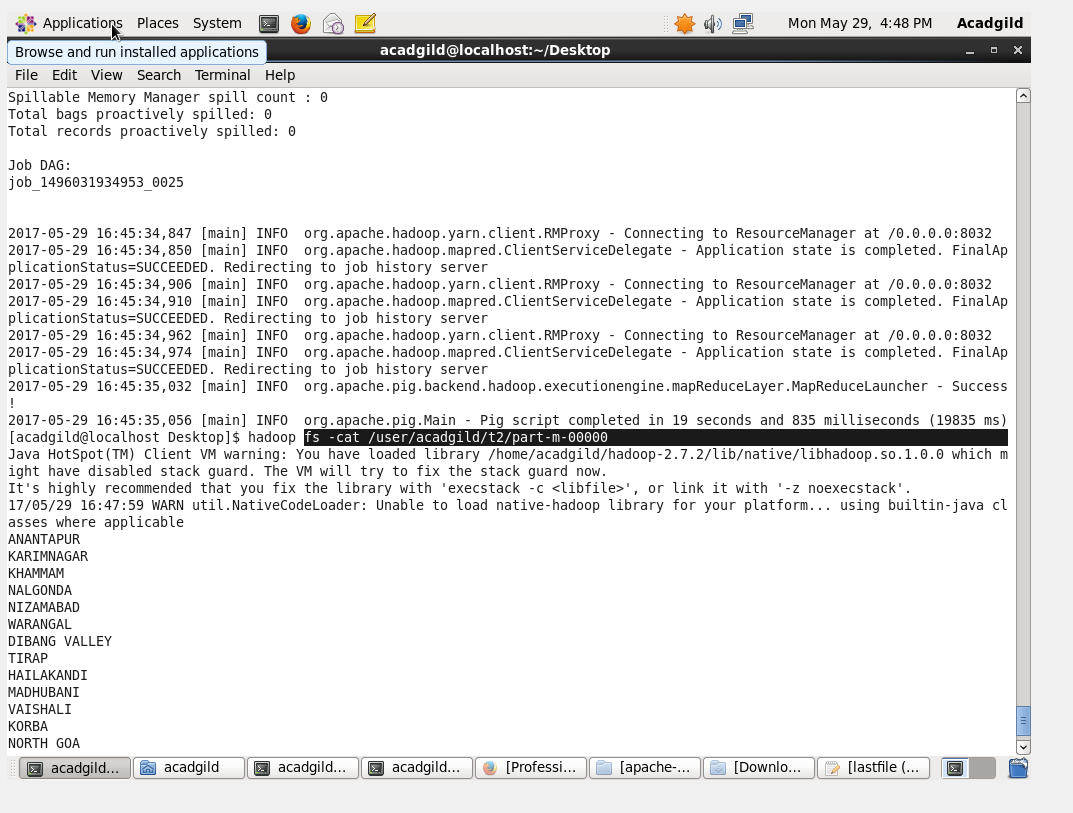 Applications Places System Mon May 29, 4:48 PM Acadgild
Browse and run installed applications
acadgild@localhost:~/Desktop
File Edit View Search Terminal Help
Spillable Memory Manager spill count : 0
Total bags proactively spilled: 0
Total records proactively spilled: 0
Job DAG:
job_1496031934953_0025
2017-05-29 16:45:34,847 [main] INFO  org.apache.hadoop.yarn.client.RMProxy - Connecting to ResourceManager at /0.0.0.0:8032
2017-05-29 16:45:34,850 [main] INFO  org.apache.hadoop.mapred.ClientServiceDelegate - Application state is completed. FinalAp
plicationStatus=SUCCEEDED. Redirecting to job history server
2017-05-29 16:45:34,906 [main] INFO  org.apache.hadoop.yarn.client.RMProxy - Connecting to ResourceManager at /0.0.0.0:8032
2017-05-29 16:45:34,910 [main] INFO  org.apache.hadoop.mapred.ClientServiceDelegate - Application state is completed. FinalAp
plicationStatus=SUCCEEDED. Redirecting to job history server
2017-05-29 16:45:34,962 [main] INFO  org.apache.hadoop.yarn.client.RMProxy - Connecting to ResourceManager at /0.0.0.0:8032
2017-05-29 16:45:34,974 [main] INFO  org.apache.hadoop.mapred.ClientServiceDelegate - Application state is completed. FinalAp
plicationStatus=SUCCEEDED. Redirecting to job history server
2017-05-29 16:45:35,032 [main] INFO  org.apache.pig.backend.hadoop.executionengine.mapReduceLayer.MapReduceLauncher - Success
!
2017-05-29 16:45:35,056 [main] INFO  org.apache.pig.Main - Pig script completed in 19 seconds and 835 milliseconds (19835 ms)
[acadgild@localhost Desktop]$ hadoop fs -cat /user/acadgild/t2/part-m-00000
Java HotSpot(TM) Client VM warning: You have loaded library /home/acadgild/hadoop-2.7.2/lib/native/libhadoop.so.1.0.0 which m
ight have disabled stack guard. The VM will try to fix the stack guard now.
It's highly recommended that you fix the library with 'execstack -c <libfile>', or link it with '-z noexecstack'.
17/05/29 16:47:59 WARN util.NativeCodeLoader: Unable to load native-hadoop library for your platform... using builtin-java cl
asses where applicable
ANANTAPUR
KARIMNAGAR
KHAMMAM
NALGONDA
NIZAMABAD
WARANGAL
DIBANG VALLEY
TIRAP
HAILAKANDI
MADHUBANI
VAISHALI
KORBA
NORTH GOA
acadgild... acadgild acadgild... acadgild... [Professi... [apache-... [Downlo... [lastfile (...